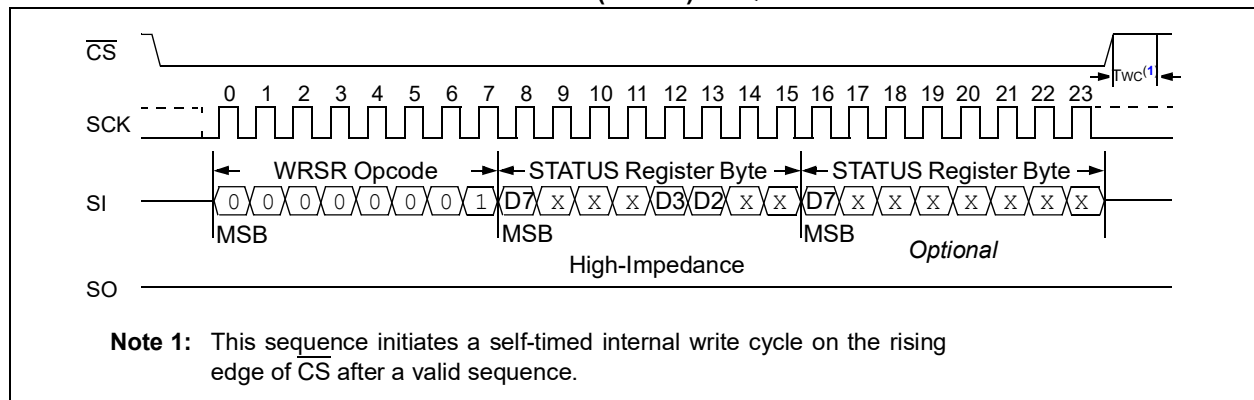 CS
TWC(1)
0 1 2 3 4 5 6 7 8 9 10 11 12 13 14 15 16 17 18 19 20 21 22 23
SCK
WRSR Opcode STATUS Register Byte STATUS Register Byte
SI 0 0 0 0 0 0 0 1 D7 X X X D3 D2 X X D7 X X X X X X X
MSB MSB MSB Optional
High-Impedance
SO
Note 1: This sequence initiates a self-timed internal write cycle on the rising
edge of CS after a valid sequence.